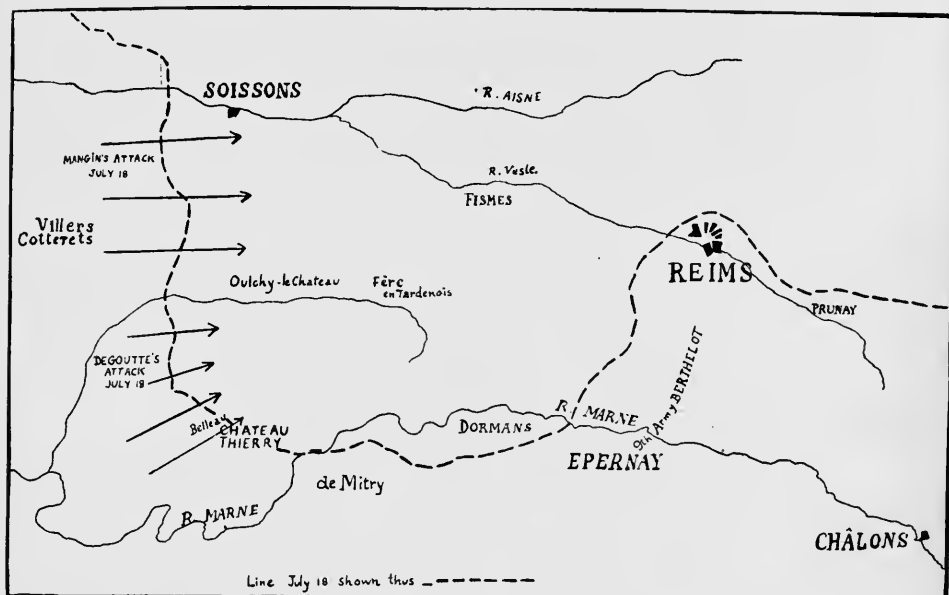 SOISSONS
R. AISNE
MANGIN'S ATTACK
JULY 18
R. Vesle.
FISMES
Villers
Cotterets
REIMS
Oulchy-le Chateau
Fère
en Tardenois
PRUNAY
DEGOUTTE'S
ATTACK
JULY 18
Belleau
CHATEAU
THIERRY
DORMANS
R. MARNE
9th Army BERTHELOT
EPERNAY
de Mitry
R. MARNE
CHÂLONS
Line July 18 shown thus